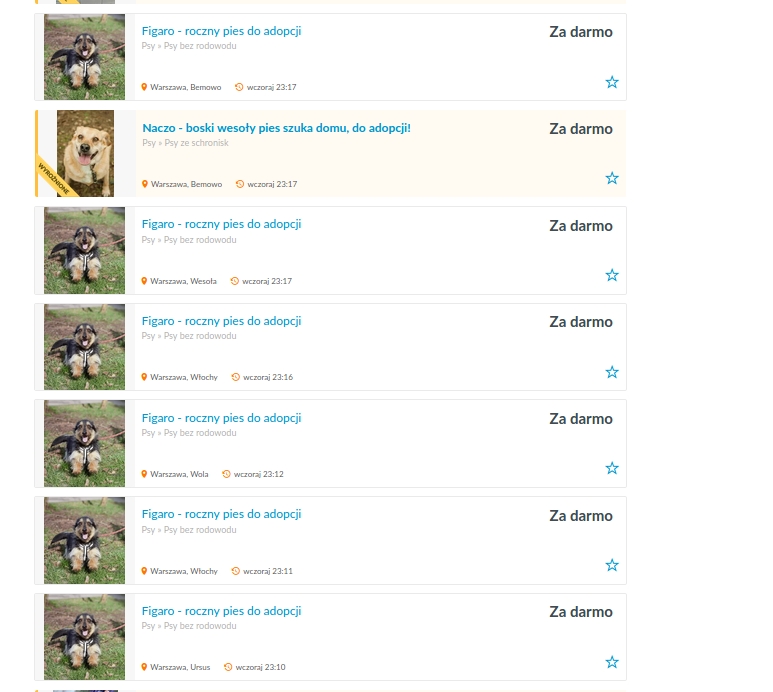 Figaro - roczny pies do adopcji
Za darmo
Psy » Psy bez rodowodu
Warszawa, Bemowo wczoraj 23:17
Naczo - boski wesoły pies szuka domu, do adopcji!
Za darmo
Psy » Psy ze schronisk
WYRÓŻNIONE
Warszawa, Bemowo wczoraj 23:17
Figaro - roczny pies do adopcji
Za darmo
Psy » Psy bez rodowodu
Warszawa, Wesoła wczoraj 23:17
Figaro - roczny pies do adopcji
Za darmo
Psy » Psy bez rodowodu
Warszawa, Włochy wczoraj 23:16
Figaro - roczny pies do adopcji
Za darmo
Psy » Psy bez rodowodu
Warszawa, Wola wczoraj 23:12
Figaro - roczny pies do adopcji
Za darmo
Psy » Psy bez rodowodu
Warszawa, Włochy wczoraj 23:11
Figaro - roczny pies do adopcji
Za darmo
Psy » Psy bez rodowodu
Warszawa, Ursus wczoraj 23:10